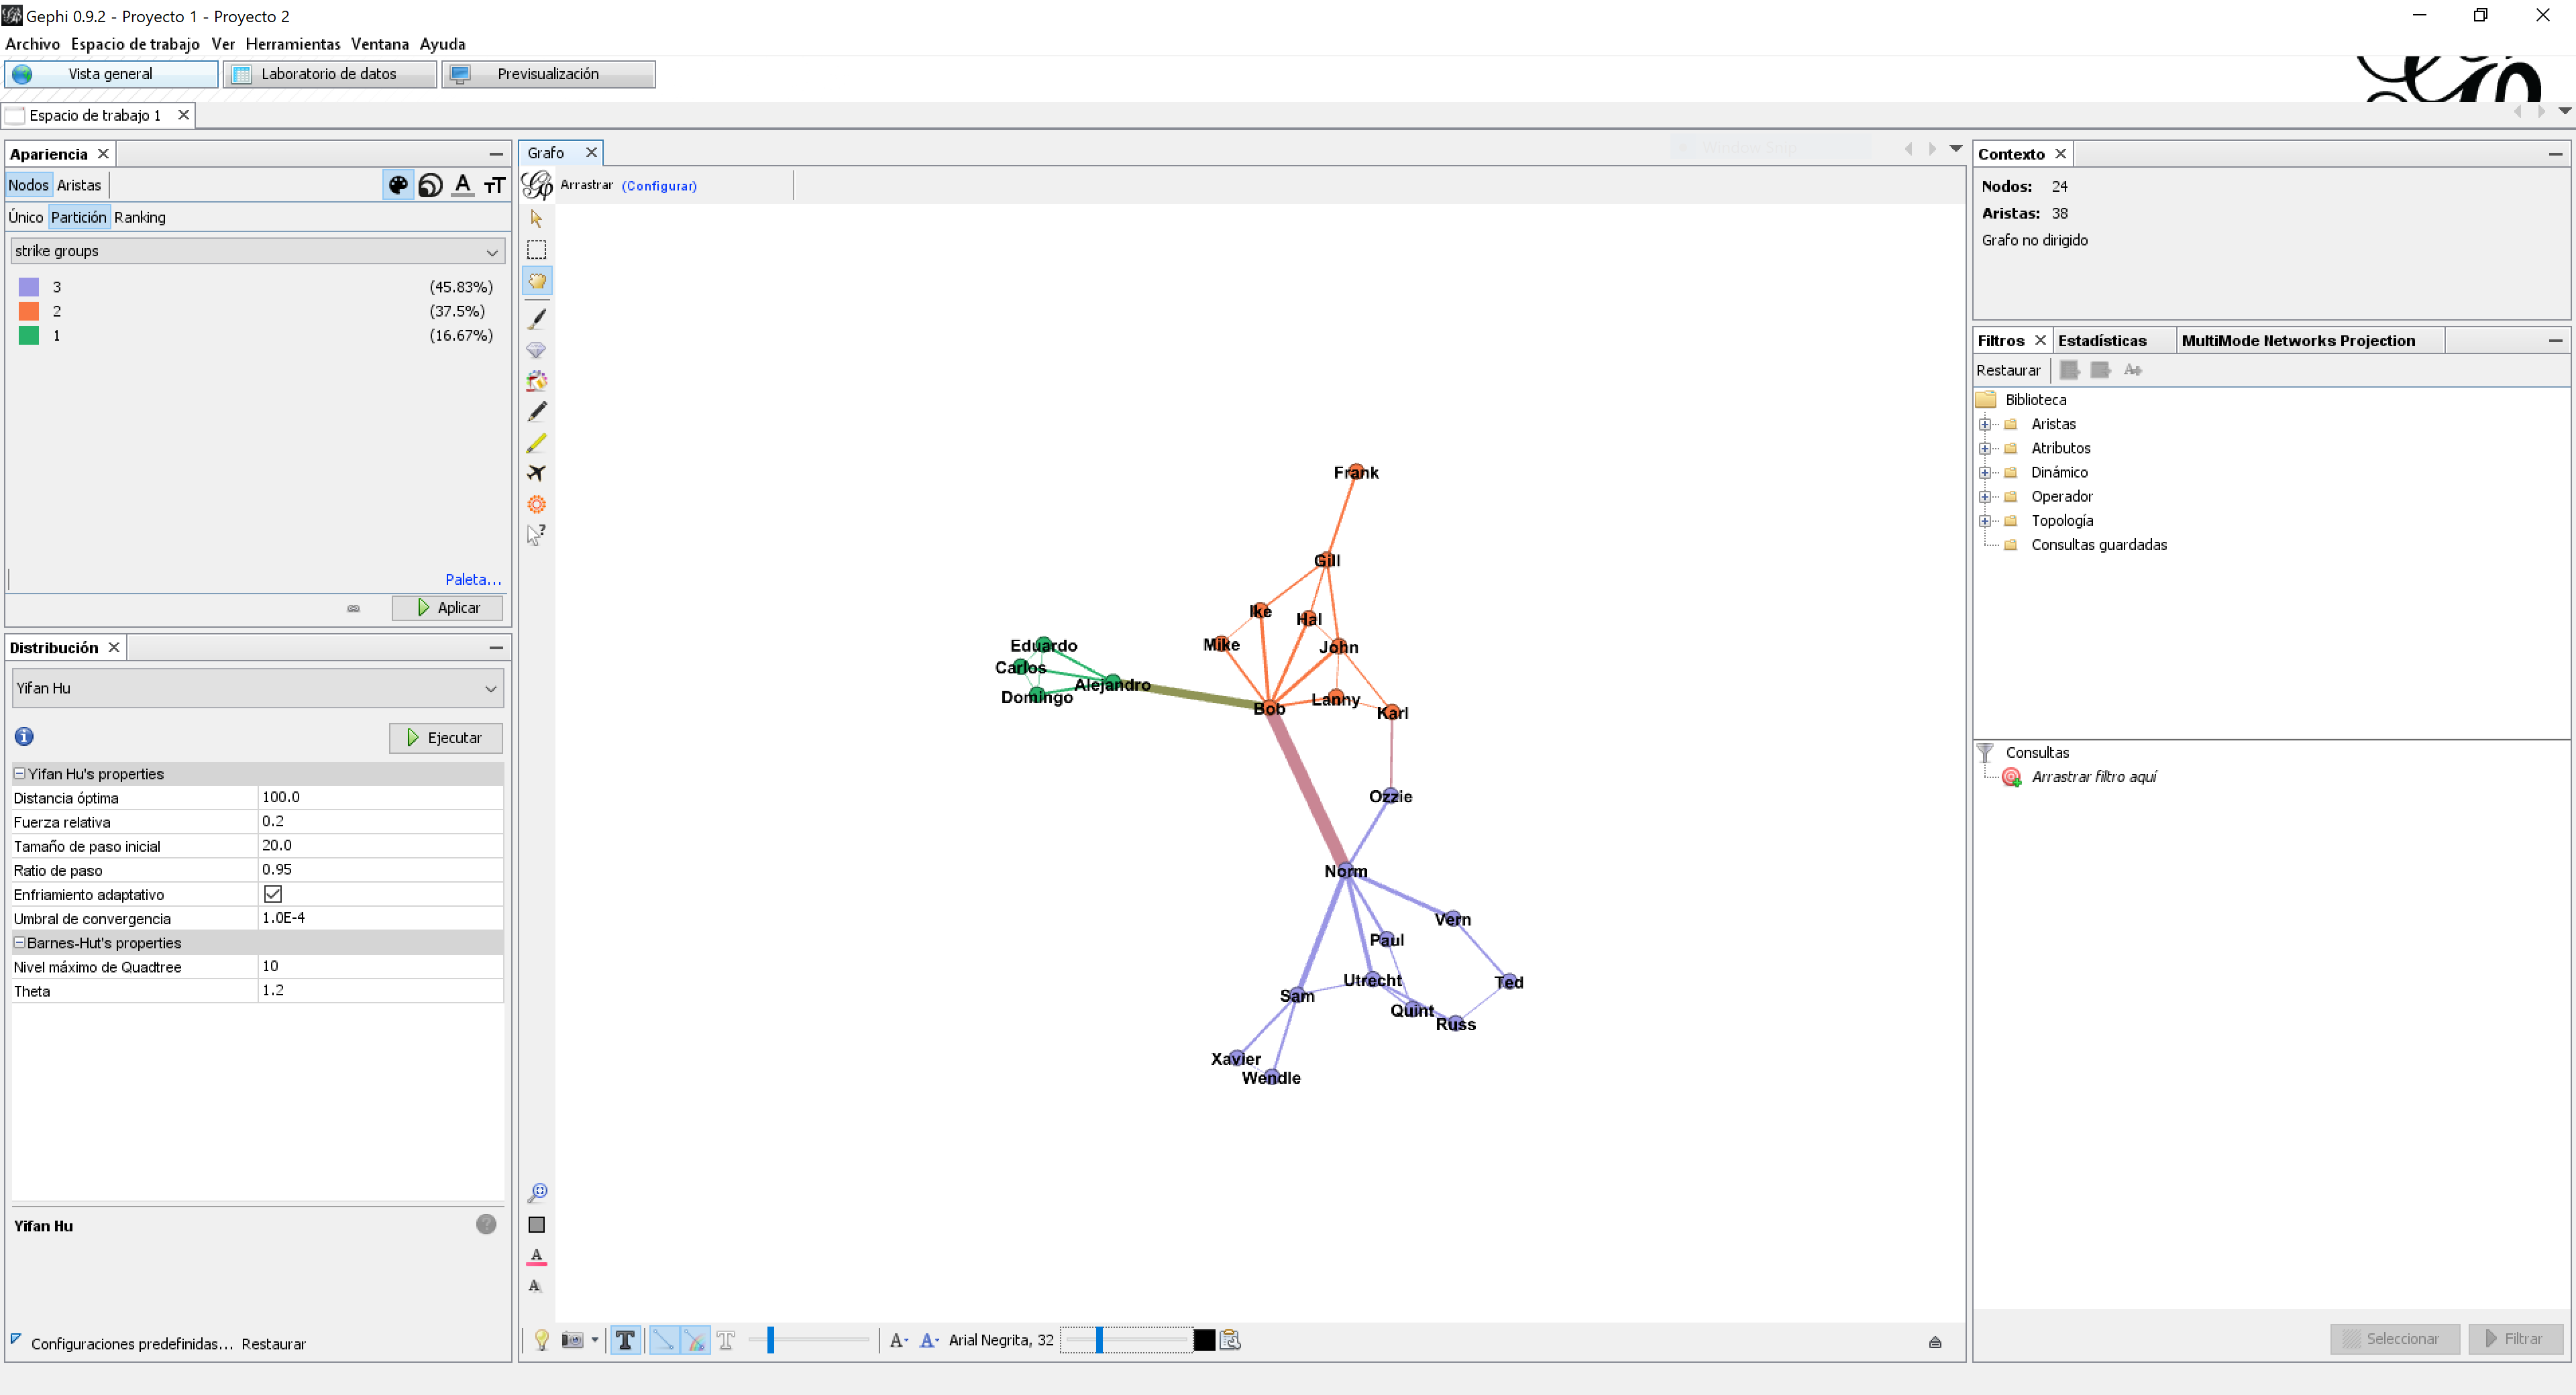 Gephi 0.9.2 - Proyecto 1 - Proyecto 2
Archivo Espacio de trabajo Ver Herramientas Ventana Ayuda
Vista general Laboratorio de datos Previsualización
Espacio de trabajo 1
Apariencia
Nodos Aristas
Único Partición Ranking
strike groups
3 (45.83%)
2 (37.5%)
1 (16.67%)
Paleta...
Aplicar
Distribución
Yifan Hu
Ejecutar
Yifan Hu's properties
Distancia óptima 100.0
Fuerza relativa 0.2
Tamaño de paso inicial 20.0
Ratio de paso 0.95
Enfriamiento adaptativo
Umbral de convergencia 1.0E-4
Barnes-Hut's properties
Nivel máximo de Quadtree 10
Theta 1.2
Yifan Hu
Configuraciones predefinidas... Restaurar
Grafo
Window Snip
Arrastrar (Configurar)
Frank
Gill
Ike
Hal
Mike
John
Eduardo
Carlos
Domingo
Alejandro
Bob
Lanny
Karl
Ozzie
Norm
Vern
Paul
Utrecht
Ted
Sam
Quint
Russ
Xavier
Wendle
Arial Negrita, 32
Contexto
Nodos: 24
Aristas: 38
Grafo no dirigido
Filtros Estadísticas MultiMode Networks Projection
Restaurar
Biblioteca
Aristas
Atributos
Dinámico
Operador
Topología
Consultas guardadas
Consultas
Arrastrar filtro aquí
Seleccionar Filtrar